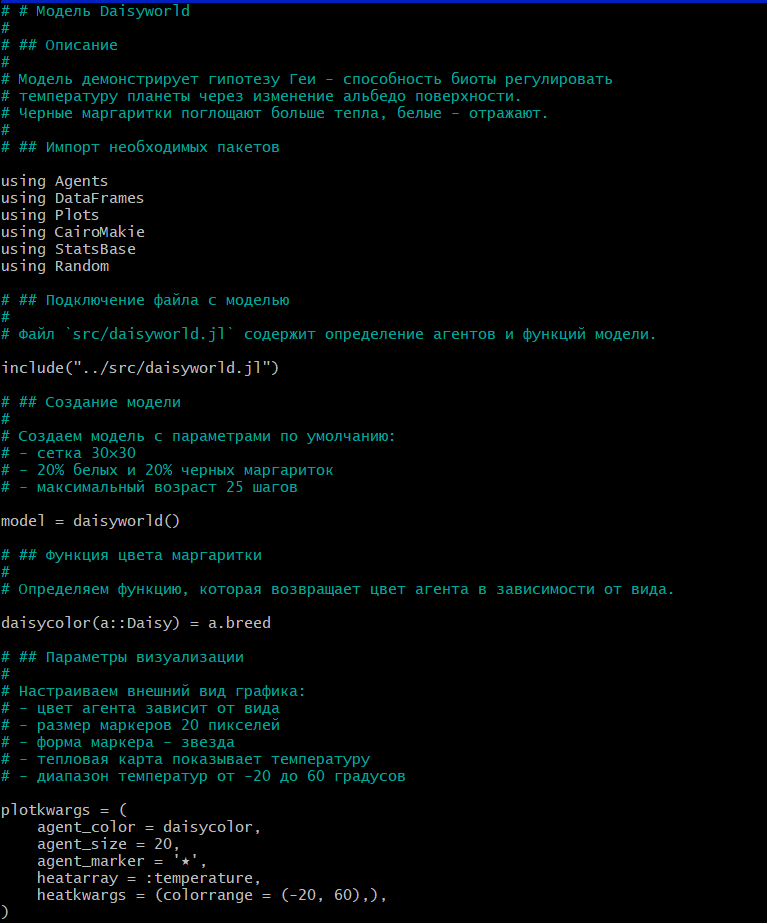 # # Модель Daisyworld
#
# ## Описание
#
# Модель демонстрирует гипотезу Геи - способность биоты регулировать
# температуру планеты через изменение альбедо поверхности.
# Черные маргаритки поглощают больше тепла, белые - отражают.
#
# ## Импорт необходимых пакетов

using Agents
using DataFrames
using Plots
using CairoMakie
using StatsBase
using Random

# ## Подключение файла с моделью
#
# Файл `src/daisyworld.jl` содержит определение агентов и функций модели.

include("../src/daisyworld.jl")

# ## Создание модели
#
# Создаем модель с параметрами по умолчанию:
# - сетка 30×30
# - 20% белых и 20% черных маргариток
# - максимальный возраст 25 шагов

model = daisyworld()

# ## Функция цвета маргаритки
#
# Определяем функцию, которая возвращает цвет агента в зависимости от вида.

daisycolor(a::Daisy) = a.breed

# ## Параметры визуализации
#
# Настраиваем внешний вид графика:
# - цвет агента зависит от вида
# - размер маркеров 20 пикселей
# - форма маркера - звезда
# - тепловая карта показывает температуру
# - диапазон температур от -20 до 60 градусов

plotkwargs = (
    agent_color = daisycolor,
    agent_size = 20,
    agent_marker = '★',
    heatarray = :temperature,
    heatkwargs = (colorrange = (-20, 60),),
)